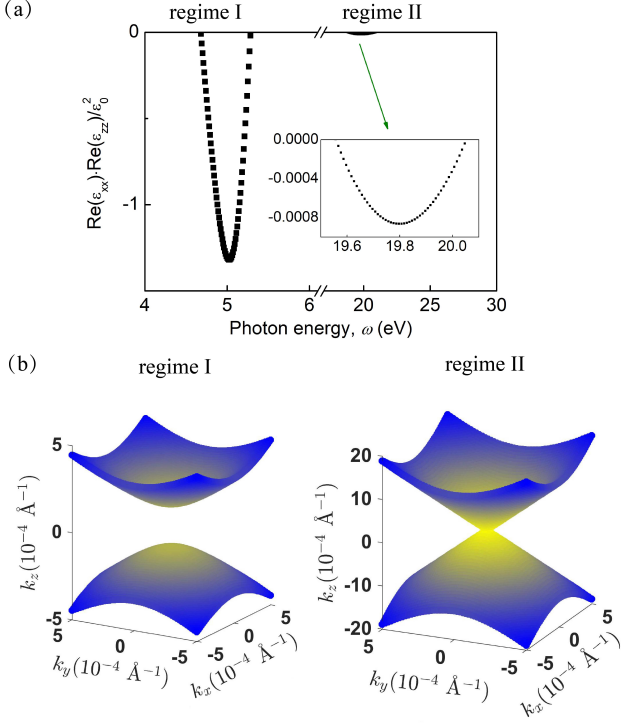 (a)
regime I
regime II
Re(ε_xx)·Re(ε_zz)/ε_0^2
0
-1
0.0000
-0.0004
-0.0008
19.6 19.8 20.0
4 5 6 20 25 30
Photon energy, ω (eV)
(b)
regime I
regime II
k_z(10^-4 Å^-1)
5
0
-5
5 0 -5
k_y(10^-4 Å^-1)
-5 0 5
k_x(10^-4 Å^-1)
k_z(10^-4 Å^-1)
20
10
0
-10
-20
5 0 -5
k_y(10^-4 Å^-1)
-5 0 5
k_x(10^-4 Å^-1)